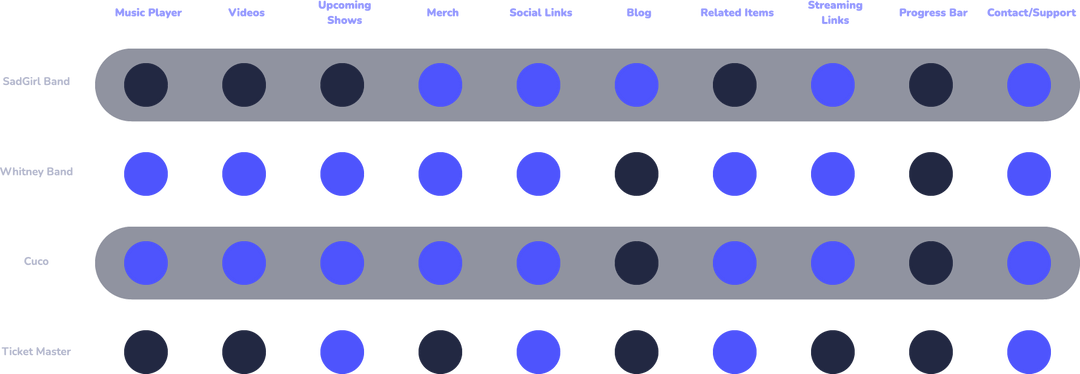 Music Player
Videos
Upcoming
Shows
Merch
Social Links
Blog
Related Items
Streaming
Links
Progress Bar
Contact/Support
SadGirl Band
Whitney Band
Cuco
Ticket Master